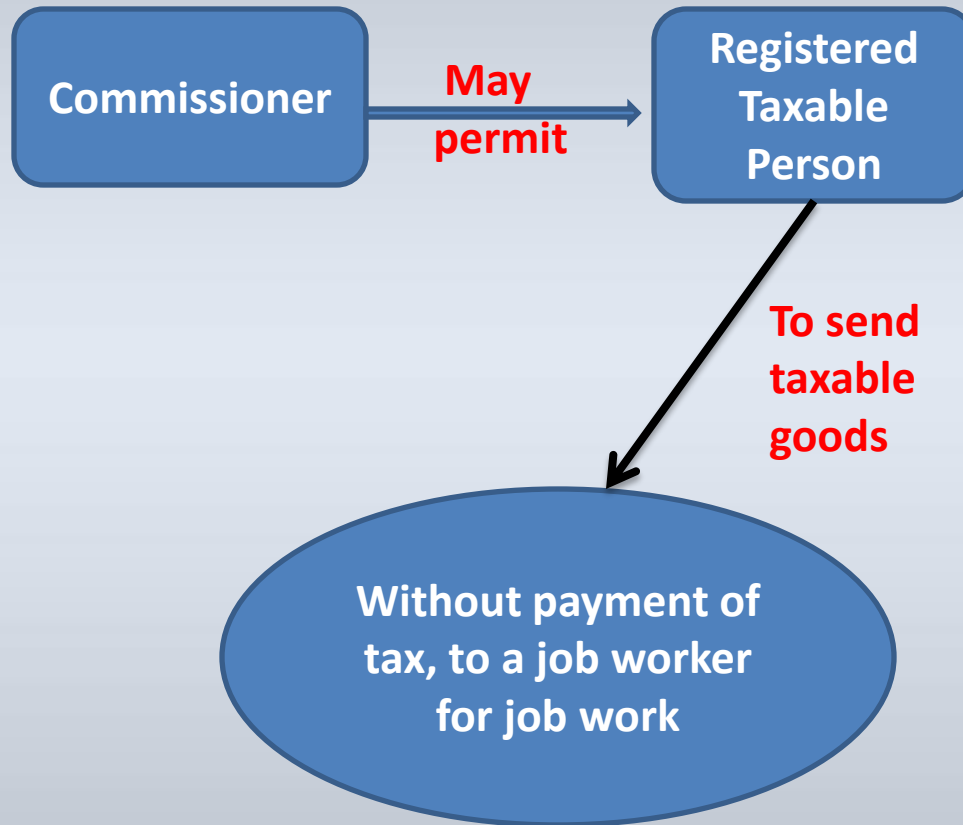 Commissioner
May
permit
Registered
Taxable
Person
To send
taxable
goods
Without payment of
tax, to a job worker
for job work